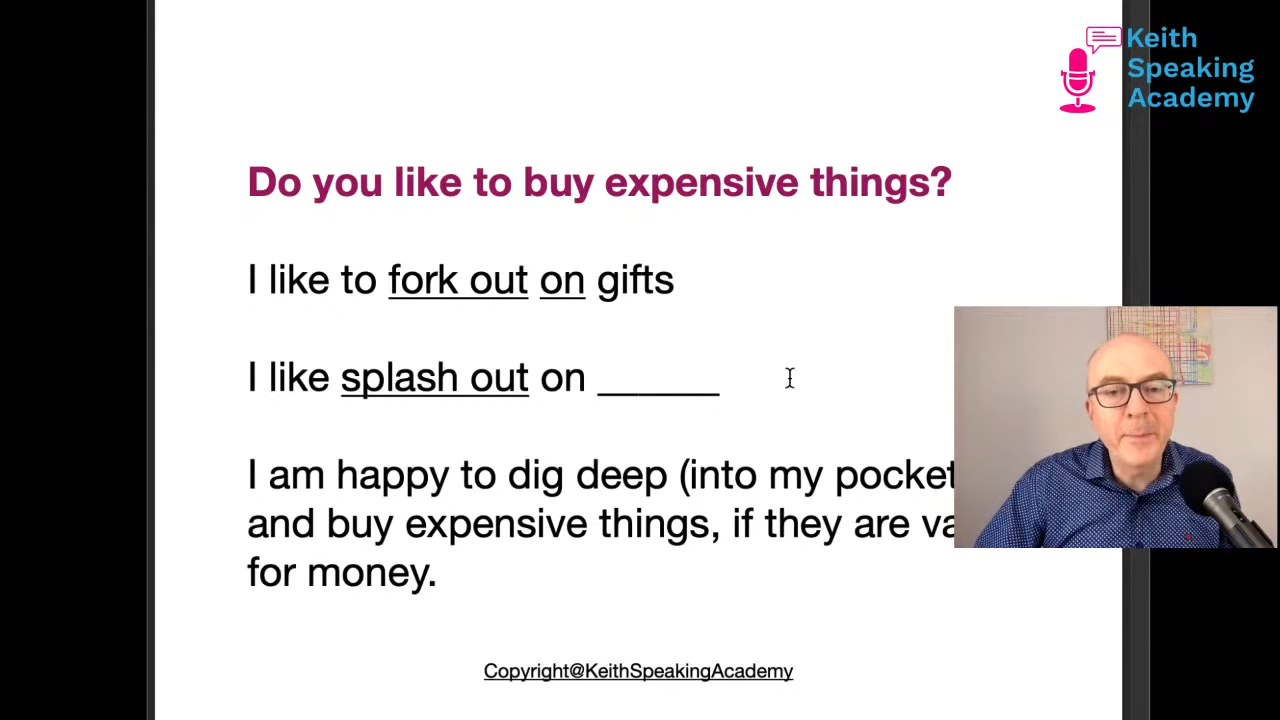 Keith
Speaking
Academy
Do you like to buy expensive things?
I like to fork out on gifts
I like splash out on ______
I am happy to dig deep (into my pocket
and buy expensive things, if they are
for money.
Copyright@KeithSpeakingAcademy